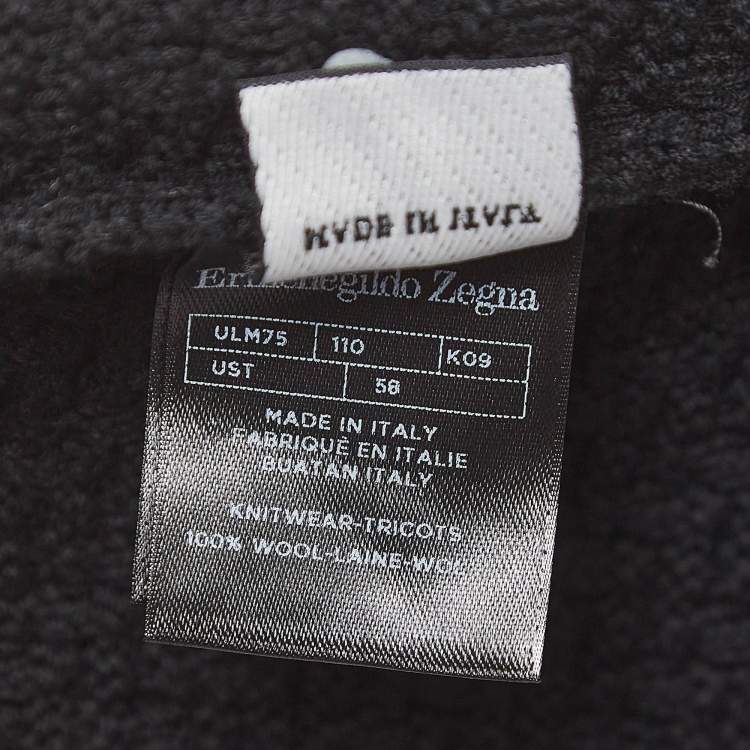 MADE IN ITALY
Ermenegildo Zegna
ULM75 110 K09
UST 58
MADE IN ITALY
FABRIQUÈ EN ITALIE
BUATAN ITALY
KNITWEAR-TRICOTS
100% WOOL-LAINE-WOL